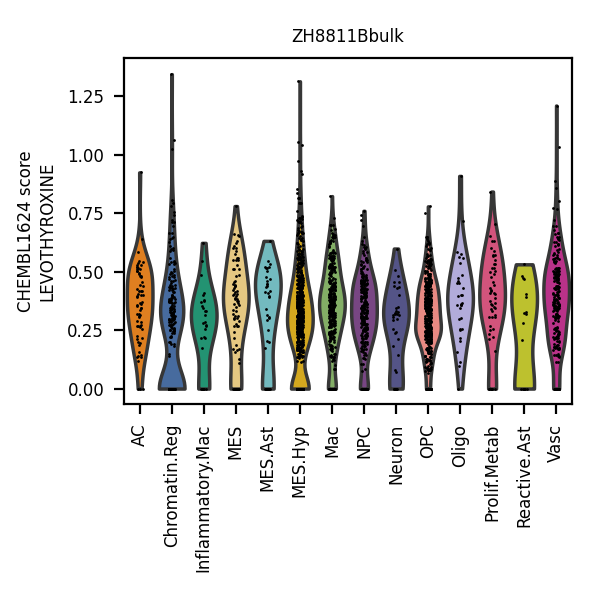 ZH8811Bbulk
CHEMBL1624 score
LEVOTHYROXINE
1.25
1.00
0.75
0.50
0.25
0.00
AC
Chromatin.Reg
Inflammatory.Mac
MES
MES.Ast
MES.Hyp
Mac
NPC
Neuron
OPC
Oligo
Prolif.Metab
Reactive.Ast
Vasc